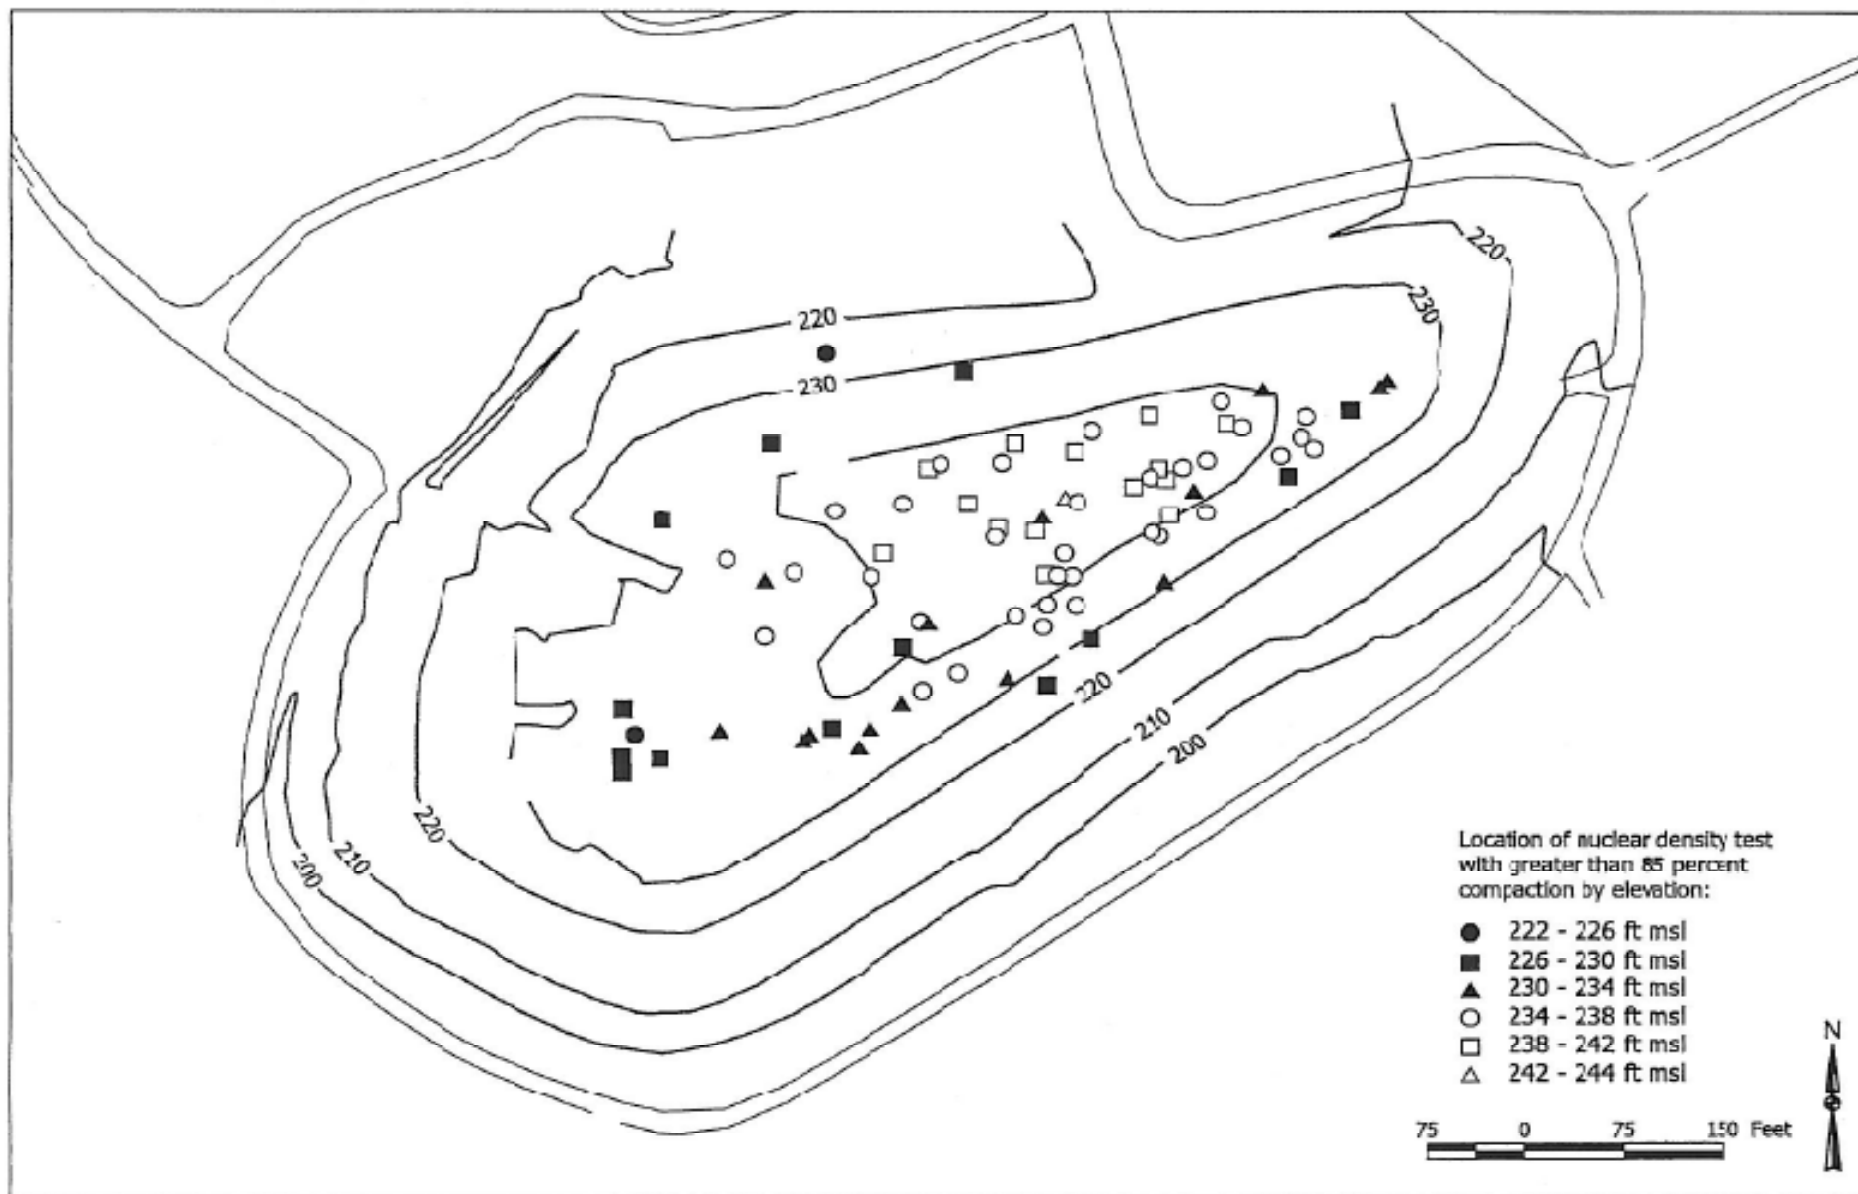 220
220
230
230
220
210
200
220
210
200
Location of nuclear density test
with greater than 85 percent
compaction by elevation:
222 - 226 ft msl
226 - 230 ft msl
230 - 234 ft msl
234 - 238 ft msl
238 - 242 ft msl
242 - 244 ft msl
N
75 0 75 150 Feet